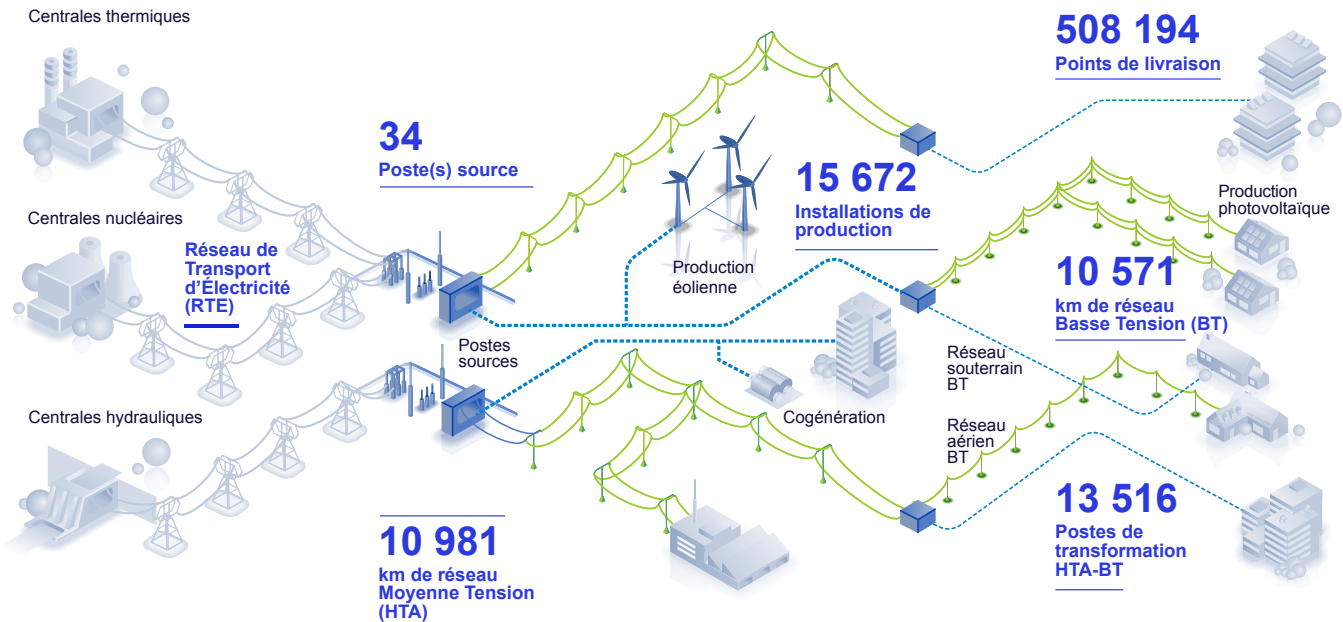 Centrales thermiques
508 194
Points de livraison
34
Poste(s) source
15 672
Installations de
production
Production
photovoltaïque
Centrales nucléaires
Réseau de
Transport
d’Électricité
(RTE)
Production
éolienne
10 571
km de réseau
Basse Tension (BT)
Postes
sources
Réseau
souterrain
BT
Centrales hydrauliques
Cogénération
Réseau
aérien
BT
10 981
km de réseau
Moyenne Tension
(HTA)
13 516
Postes de
transformation
HTA-BT